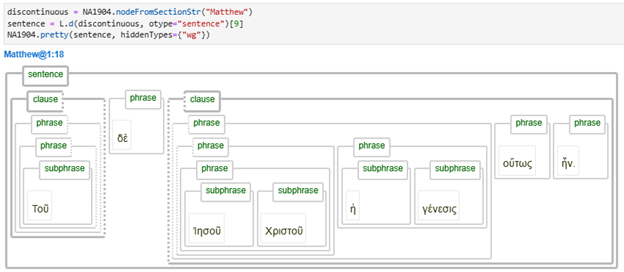 discontinuous = NA1904.nodeFromSectionStr("Matthew")
sentence = L.d(discontinuous, otype="sentence")[9]
NA1904.pretty(sentence, hiddenTypes={"wg"})
Matthew@1:18
sentence
clause phrase clause
phrase δέ phrase phrase phrase
phrase phrase phrase οὕτως ἦν.
subphrase phrase subphrase subphrase
Τοῦ subphrase subphrase ἡ γένεσις
Ἰησοῦ Χριστοῦ